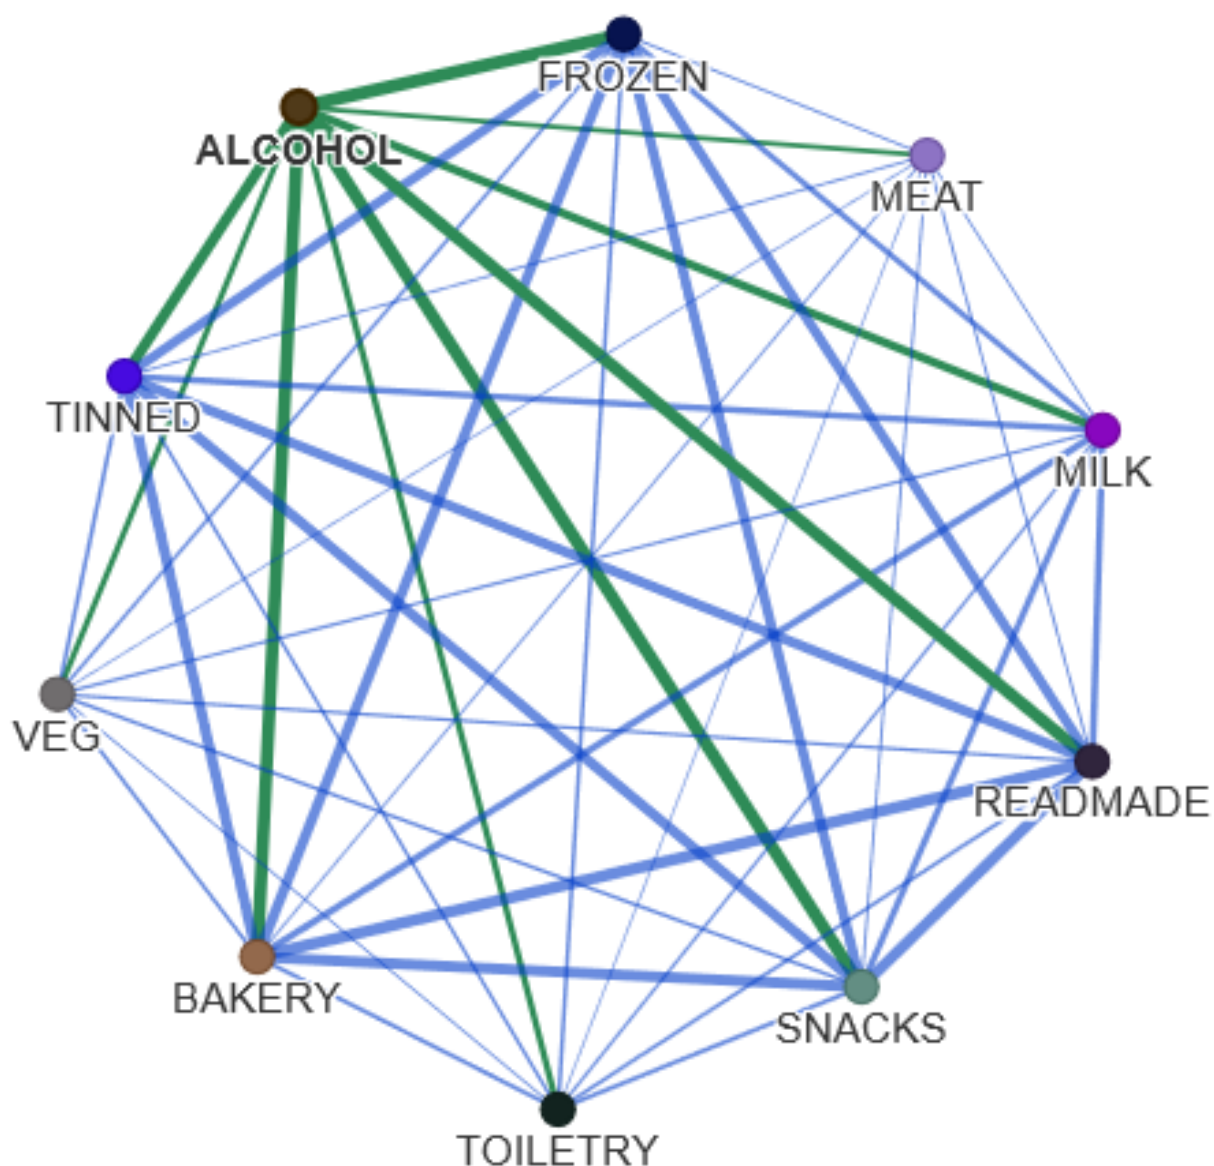 FROZEN
ALCOHOL
MEAT
TINNED
MILK
VEG
READMADE
BAKERY
SNACKS
TOILETRY